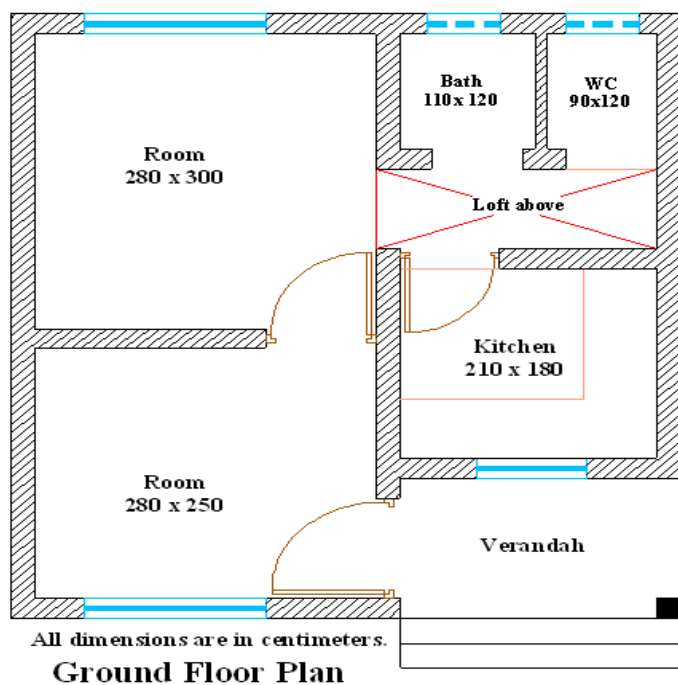 Bath
110x 120
WC
90x120
Room
280 x 300
Loft above
Kitchen
210 x 180
Room
280 x 250
Verandah
All dimensions are in centimeters.
Ground Floor Plan